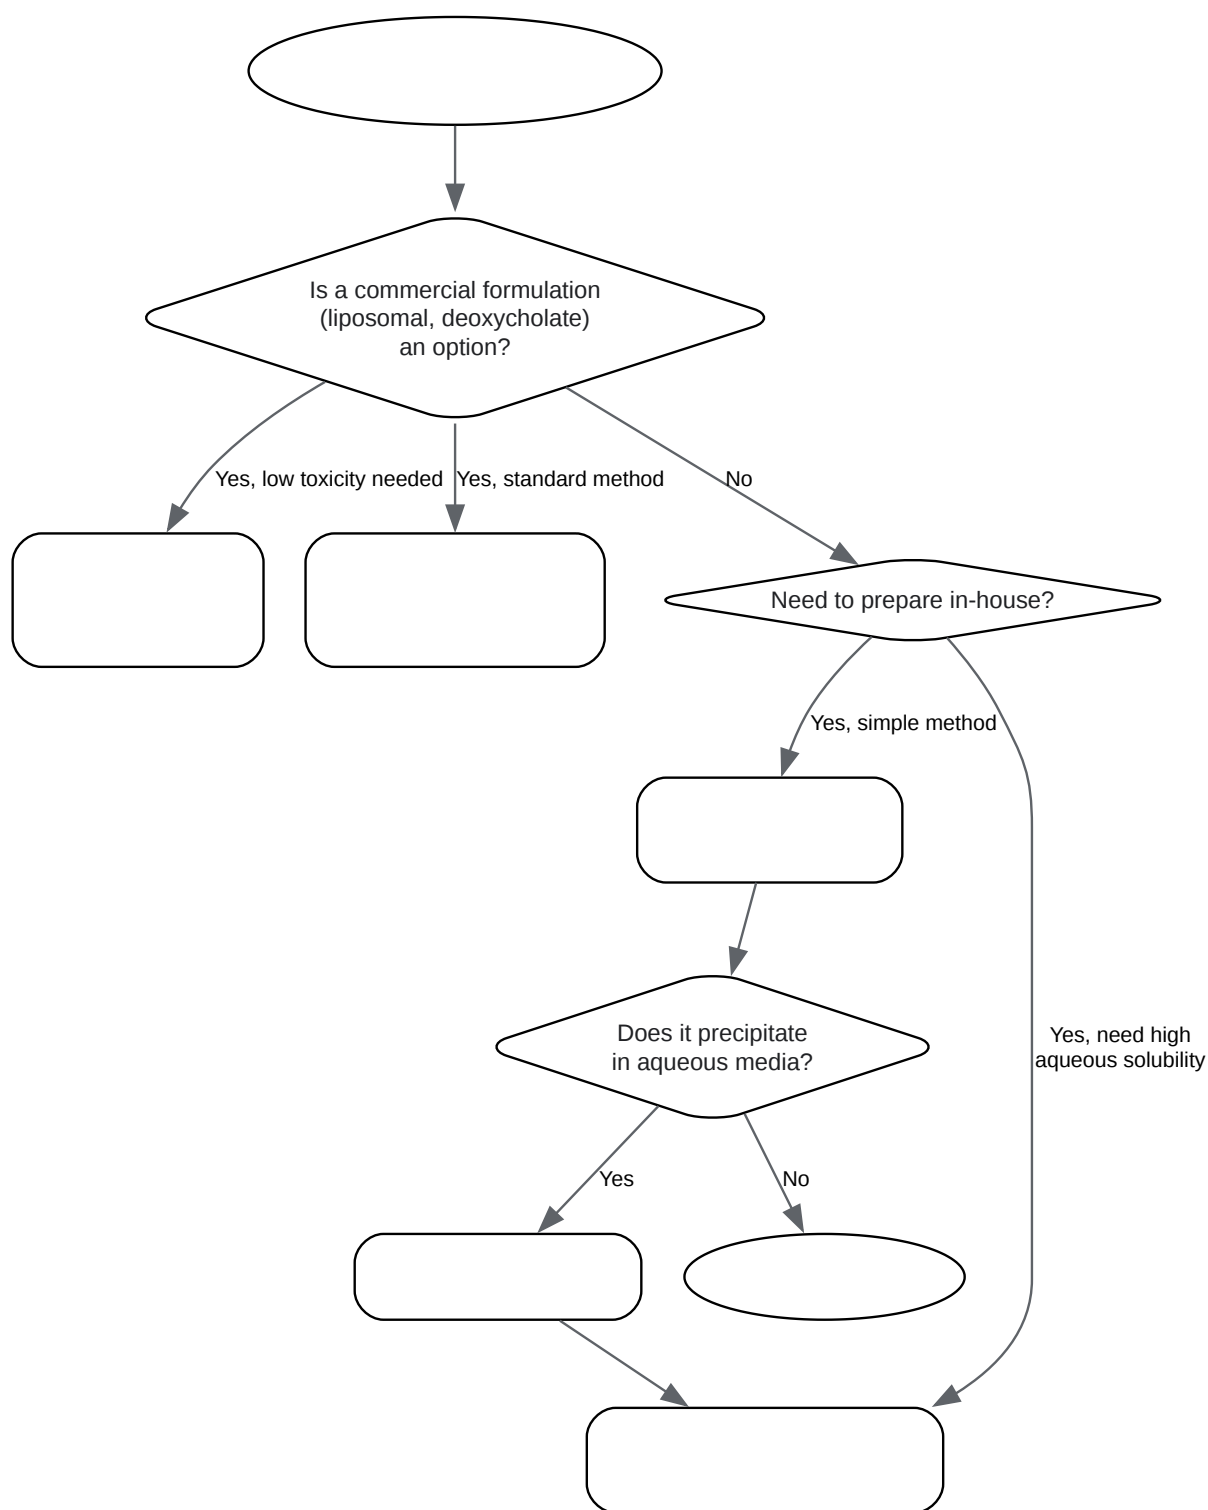 Is a commercial formulation
(liposomal, deoxycholate)
an option?
Yes, low toxicity needed
Yes, standard method
No
Need to prepare in-house?
Yes, simple method
Does it precipitate
in aqueous media?
Yes, need high
aqueous solubility
Yes
No